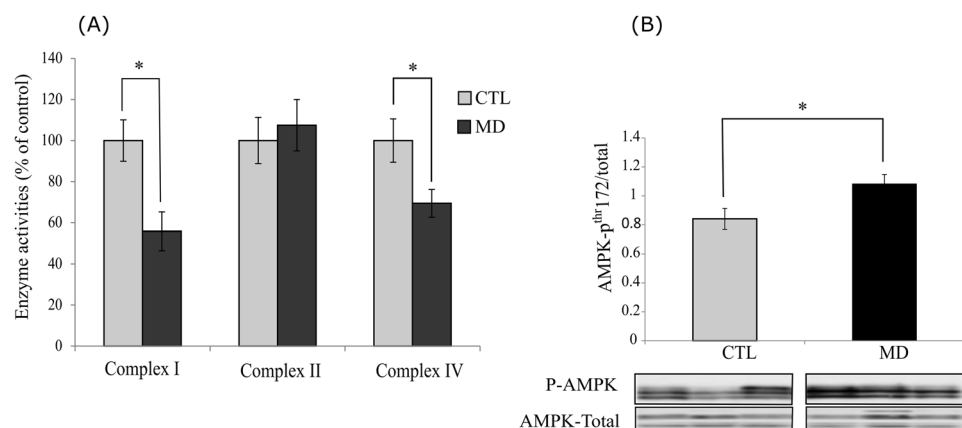 (A)
Enzyme activities (% of control)
140
120
100
80
60
40
20
0
*
*
CTL
MD
Complex I
Complex II
Complex IV
(B)
AMPK-p^thr172/total
1.4
1.2
1
0.8
0.6
0.4
0.2
0
*
CTL
MD
P-AMPK
AMPK-Total